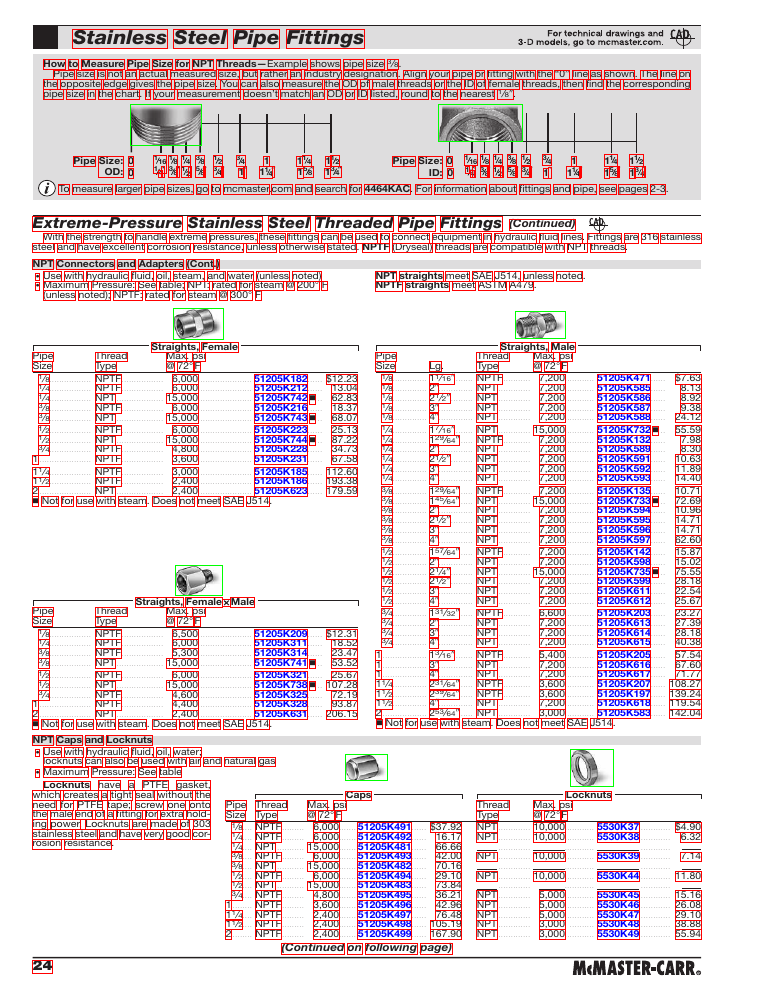 Stainless Steel Pipe Fittings
For technical drawings and
3-D models, go to mcmaster.com.
CAD
How to Measure Pipe Size for NPT Threads—Example shows pipe size ⅜.
Pipe size is not an actual measured size, but rather an industry designation. Align your pipe or fitting with the "0" line as shown. The line on
the opposite edge gives the pipe size. You can also measure the OD of male threads or the ID of female threads, then find the corresponding
pipe size in the chart. If your measurement doesn't match an OD or ID listed, round to the nearest ⅛".
Pipe Size: 0 1/16 ⅛ ¼ ⅜ ½ ¾ 1 1¼ 1½
OD: 0
Pipe Size: 0 1/16 ⅛ ¼ ⅜ ½ ¾ 1 1¼ 1½
ID: 0
i To measure larger pipe sizes, go to mcmaster.com and search for 4464KAC. For information about fittings and pipe, see pages 2-3.
Extreme-Pressure Stainless Steel Threaded Pipe Fittings (Continued) CAD
With the strength to handle extreme pressures, these fittings can be used to connect equipment in hydraulic fluid lines. Fittings are 316 stainless
steel and have excellent corrosion resistance, unless otherwise stated. NPTF (Dryseal) threads are compatible with NPT threads.
NPT Connectors and Adapters (Cont.)
• Use with hydraulic fluid, oil, steam, and water (unless noted)
• Maximum Pressure: See table; NPT: rated for steam @ 200° F
(unless noted); NPTF: rated for steam @ 300° F
NPT straights meet SAE J514, unless noted.
NPTF straights meet ASTM A479.
Straights, Female
Pipe Size Thread Type Max. psi @ 72° F
⅛ NPTF 6,000 51205K182 $12.23
¼ NPTF 6,000 51205K212 13.04
¼ NPT 15,000 51205K742 ■ 62.83
⅜ NPTF 6,000 51205K216 18.37
⅜ NPT 15,000 51205K743 ■ 68.07
½ NPTF 6,000 51205K223 25.13
½ NPT 15,000 51205K744 ■ 87.22
¾ NPTF 4,800 51205K228 34.73
1 NPTF 3,600 51205K231 67.58
1¼ NPTF 3,000 51205K185 112.60
1½ NPTF 2,400 51205K186 193.38
2 NPT 2,400 51205K623 179.59
■ Not for use with steam. Does not meet SAE J514.
Straights, Female x Male
Pipe Size Thread Type Max. psi @ 72° F
⅛ NPTF 6,500 51205K209 $12.31
¼ NPTF 6,000 51205K311 18.52
⅜ NPTF 5,300 51205K314 23.47
⅜ NPT 15,000 51205K741 ■ 53.52
½ NPTF 6,000 51205K321 25.67
½ NPT 15,000 51205K738 ■ 107.28
¾ NPTF 4,600 51205K325 72.19
1 NPTF 4,400 51205K328 93.87
2 NPT 2,400 51205K631 206.15
■ Not for use with steam. Does not meet SAE J514.
Straights, Male
Pipe Size Lg. Thread Type Max. psi @ 72° F
⅛ 1 1/16" NPTF 7,200 51205K471 $7.63
⅛ 2" NPT 7,200 51205K585 8.13
⅛ 2½" NPT 7,200 51205K586 8.92
⅛ 3" NPT 7,200 51205K587 9.38
⅛ 4" NPT 7,200 51205K588 24.12
¼ 1 7/16" NPT 15,000 51205K732 ■ 55.59
¼ 1 29/64" NPTF 7,200 51205K132 7.98
¼ 2" NPT 7,200 51205K589 8.30
¼ 2½" NPT 7,200 51205K591 10.63
¼ 3" NPT 7,200 51205K592 11.89
¼ 4" NPT 7,200 51205K593 14.40
⅜ 1 29/64" NPTF 7,200 51205K135 10.71
⅜ 1 45/64" NPT 15,000 51205K733 ■ 72.69
⅜ 2" NPT 7,200 51205K594 10.96
⅜ 2½" NPT 7,200 51205K595 14.71
⅜ 3" NPT 7,200 51205K596 14.71
⅜ 4" NPT 7,200 51205K597 62.60
½ 1 57/64" NPTF 7,200 51205K142 15.87
½ 2" NPT 7,200 51205K598 15.02
½ 2¼" NPT 15,000 51205K735 ■ 75.55
½ 2½" NPT 7,200 51205K599 28.18
½ 3" NPT 7,200 51205K611 22.54
½ 4" NPT 7,200 51205K612 25.67
¾ 1 31/32" NPTF 6,600 51205K203 23.27
¾ 2" NPT 7,200 51205K613 27.39
¾ 3" NPT 7,200 51205K614 28.18
¾ 4" NPT 7,200 51205K615 40.38
1 1 3/16" NPTF 5,400 51205K205 57.54
1 3" NPT 7,200 51205K616 67.60
1 4" NPT 7,200 51205K617 71.77
1¼ 2 31/64" NPTF 3,600 51205K207 108.27
1½ 2 39/64" NPTF 3,600 51205K197 139.24
1½ 4" NPT 7,200 51205K618 119.54
2 2 53/64" NPTF 3,000 51205K583 142.04
■ Not for use with steam. Does not meet SAE J514.
NPT Caps and Locknuts
• Use with hydraulic fluid, oil, water;
locknuts can also be used with air and natural gas
• Maximum Pressure: See table
Locknuts have a PTFE gasket,
which creates a tight seal without the
need for PTFE tape; screw one onto
the male end of a fitting for extra hold-
ing power. Locknuts are made of 303
stainless steel and have very good cor-
rosion resistance.
Caps Locknuts
Pipe Size Thread Type Max. psi @ 72° F Thread Type Max. psi @ 72° F
⅛ NPTF 6,000 51205K491 $37.92 NPT 10,000 5530K37 $4.90
¼ NPTF 6,000 51205K492 16.17 NPT 10,000 5530K38 6.32
¼ NPT 15,000 51205K481 66.66
⅜ NPTF 6,000 51205K493 42.00 NPT 10,000 5530K39 7.14
⅜ NPT 15,000 51205K482 70.16
½ NPTF 6,000 51205K494 29.10 NPT 10,000 5530K44 11.80
½ NPT 15,000 51205K483 73.84
¾ NPTF 4,800 51205K495 36.21 NPT 5,000 5530K45 15.16
1 NPTF 3,600 51205K496 42.96 NPT 5,000 5530K46 26.08
1¼ NPTF 2,400 51205K497 76.48 NPT 5,000 5530K47 29.10
1½ NPTF 2,400 51205K498 105.19 NPT 3,000 5530K48 38.88
2 NPTF 2,400 51205K499 167.90 NPT 3,000 5530K49 55.94
(Continued on following page)
24
McMASTER-CARR®